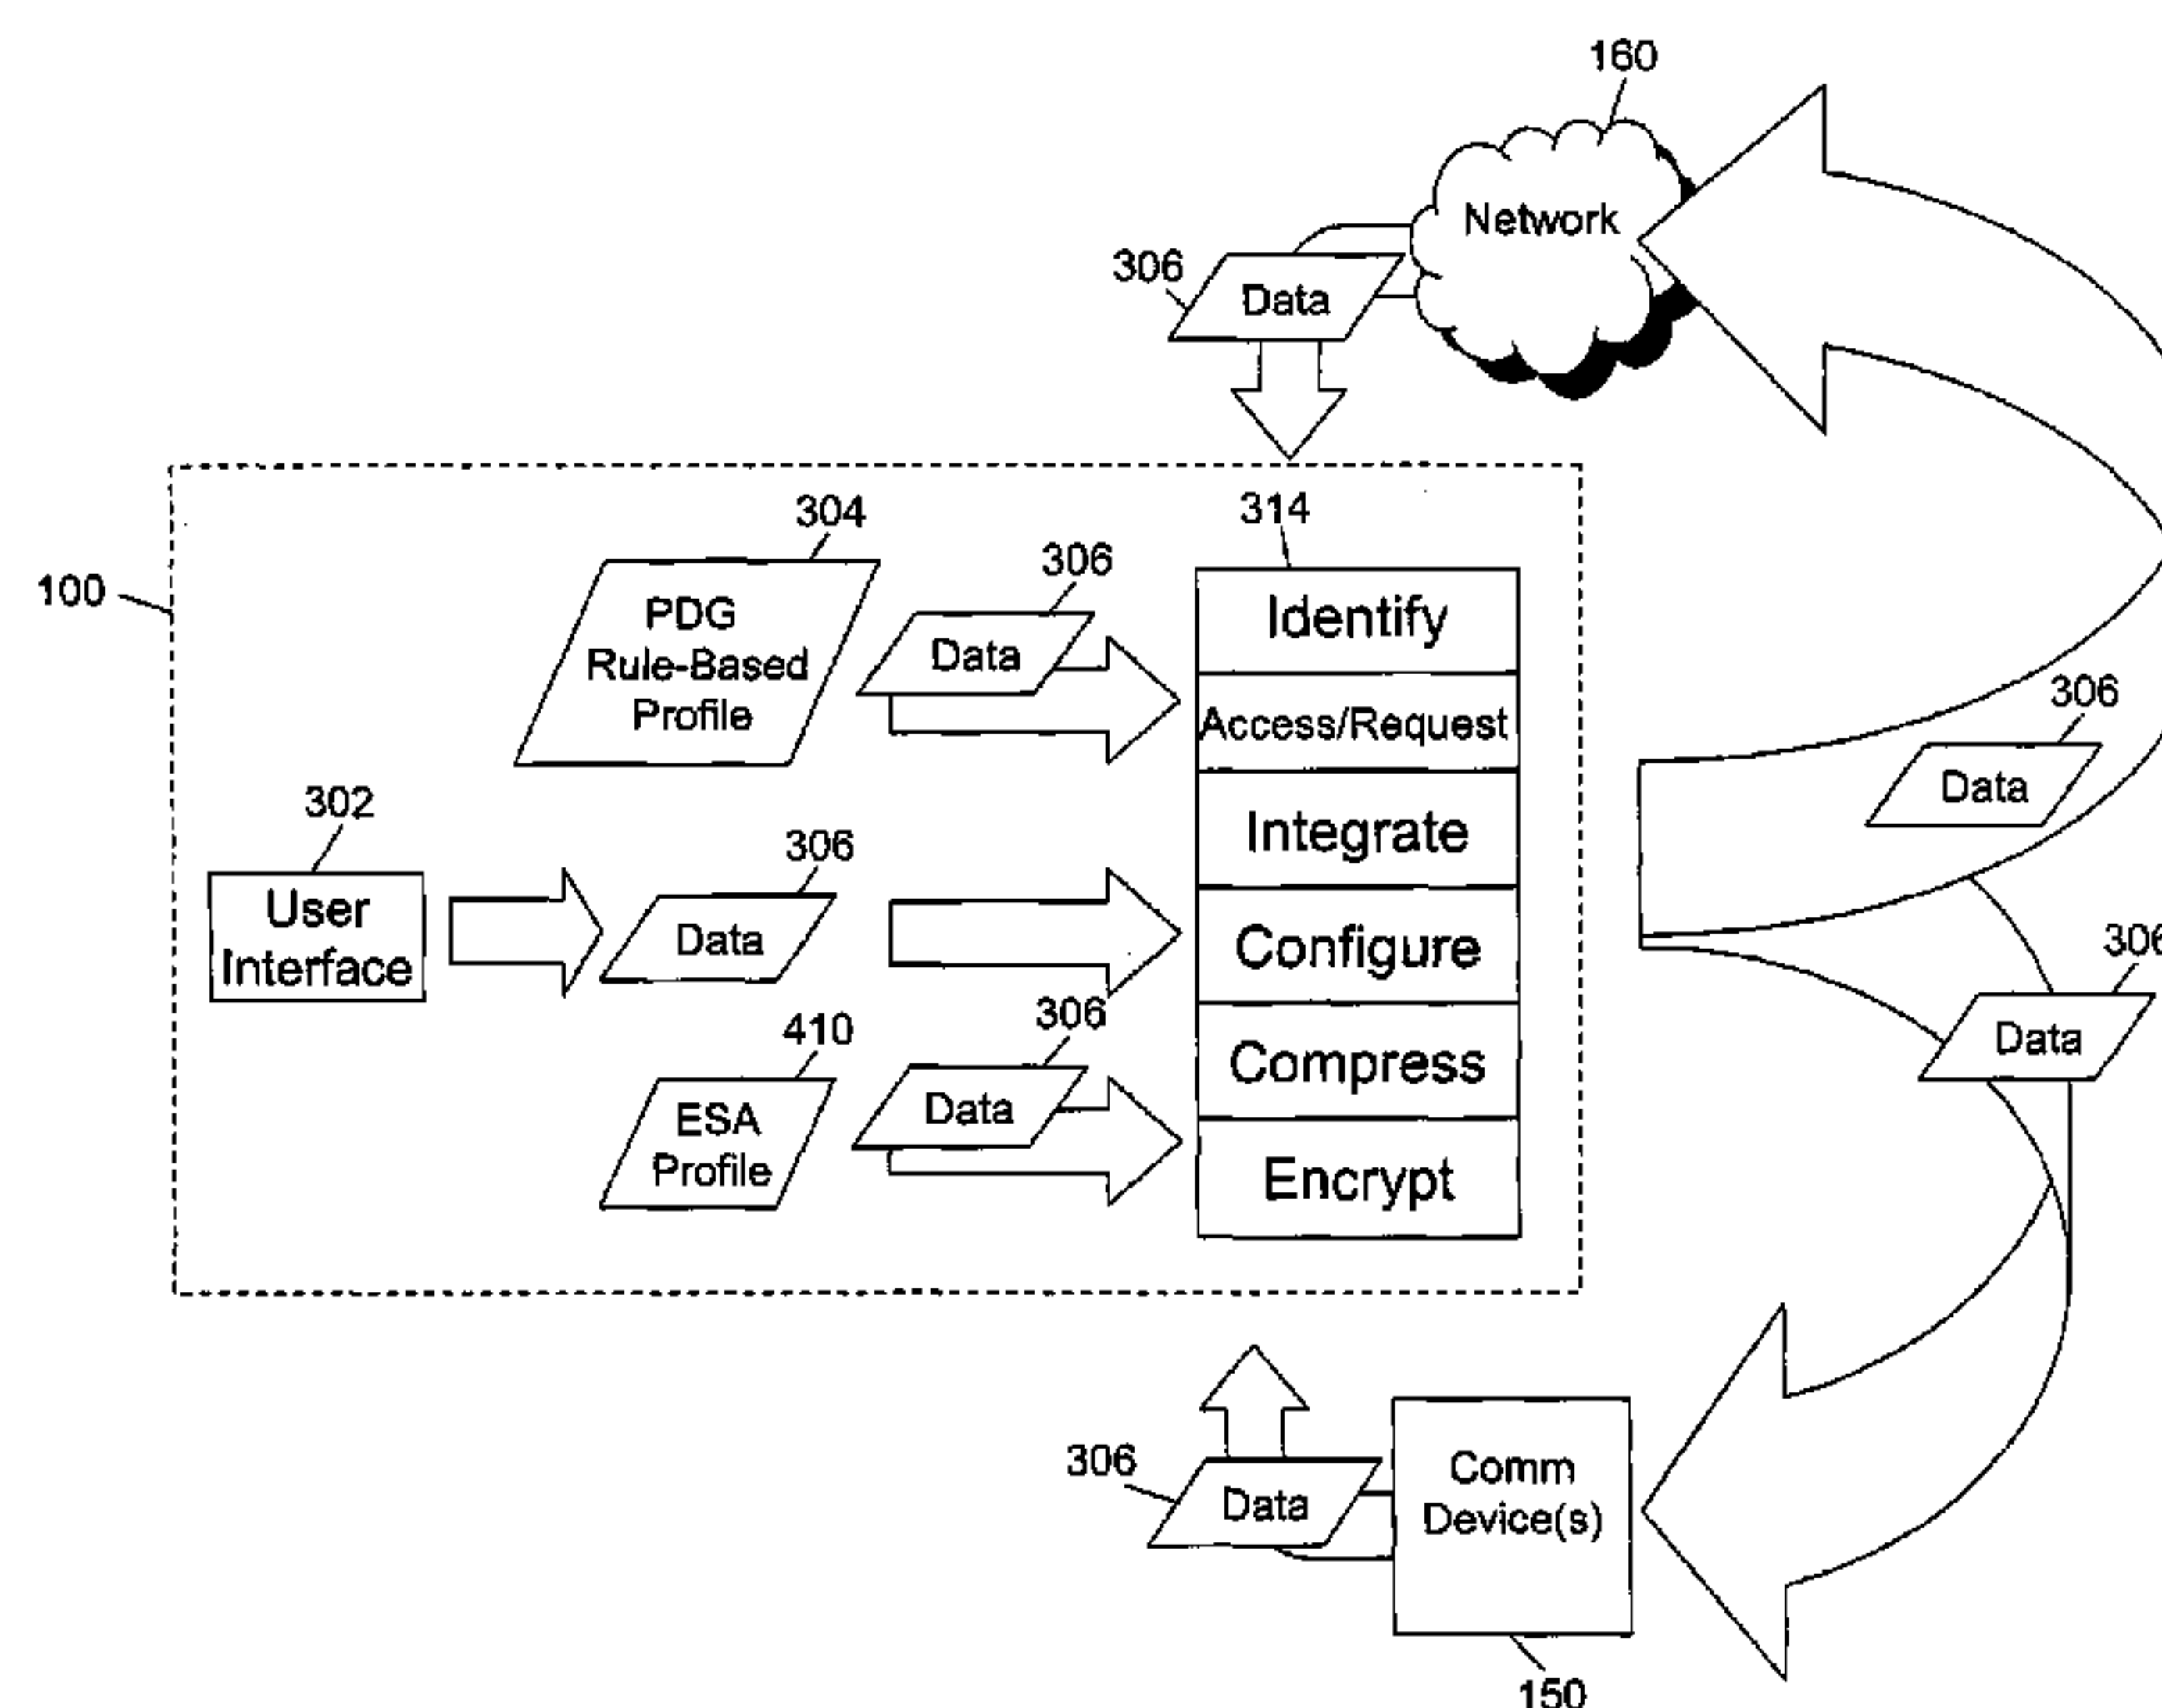 160
Network
306
Data
304
314
306
100
PDG
Rule-Based
Profile
Data
Identify
Access/Request
306
Data
302
306
Integrate
User
Interface
Data
Configure
306
Data
410
306
Compress
ESA
Profile
Data
Encrypt
306
Data
Comm
Device(s)
150